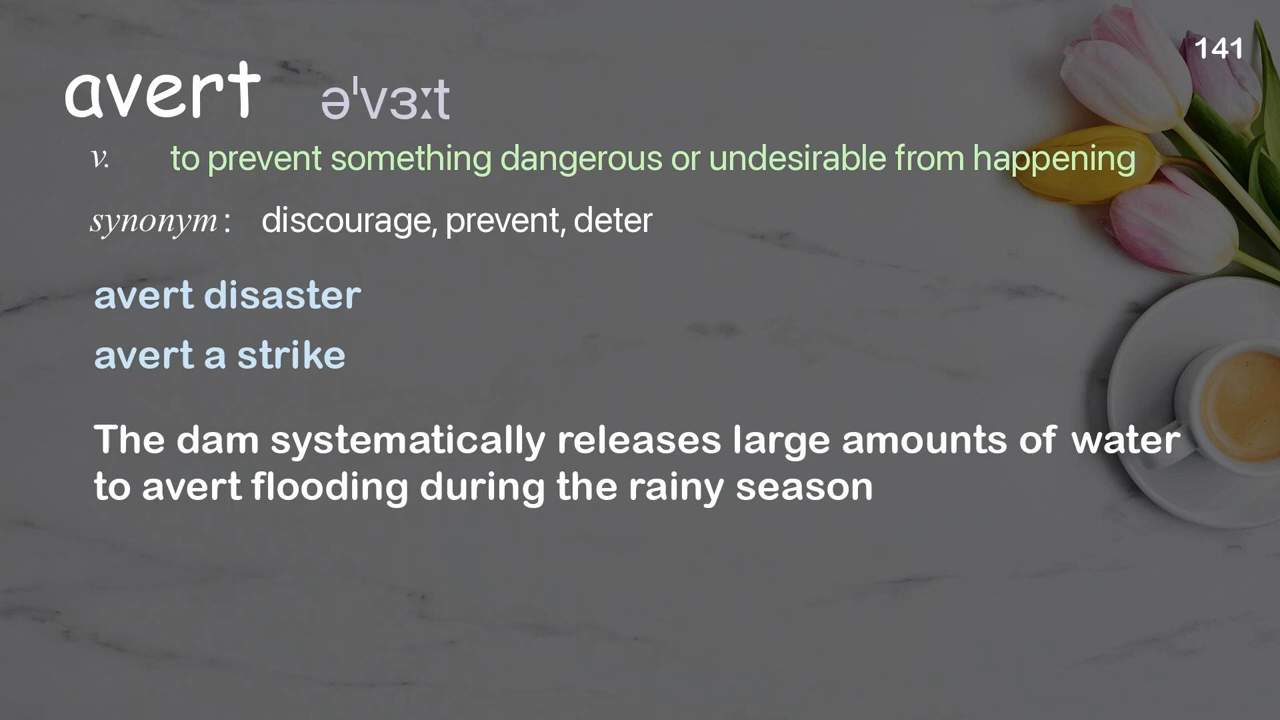 141
avert əˈvɜːt
v. to prevent something dangerous or undesirable from happening
synonym: discourage, prevent, deter
avert disaster
avert a strike
The dam systematically releases large amounts of water
to avert flooding during the rainy season